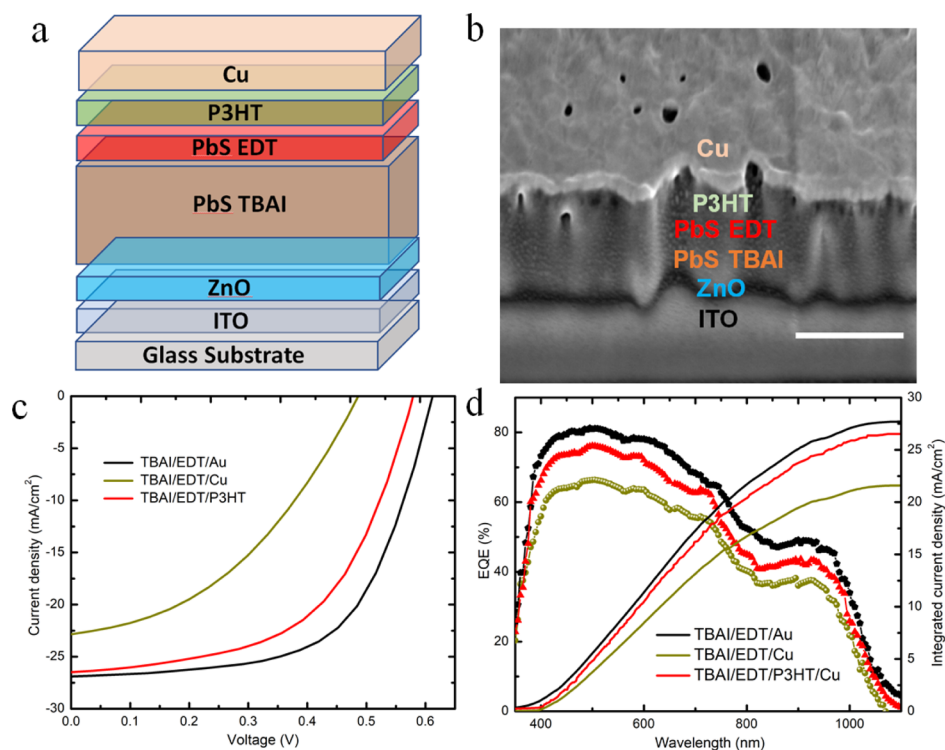 a
Cu
P3HT
PbS EDT
PbS TBAI
ZnO
ITO
Glass Substrate
b
Cu
P3HT
PbS EDT
PbS TBAI
ZnO
ITO
c
0
-5
-10
-15
-20
-25
-30
0.0 0.1 0.2 0.3 0.4 0.5 0.6
Current density (mA/cm²)
Voltage (V)
TBAI/EDT/Au
TBAI/EDT/Cu
TBAI/EDT/P3HT
d
80
60
40
20
0
EQE (%)
400 600 800 1000
Wavelength (nm)
30
25
20
15
10
5
0
Integrated current density (mA/cm²)
TBAI/EDT/Au
TBAI/EDT/Cu
TBAI/EDT/P3HT/Cu